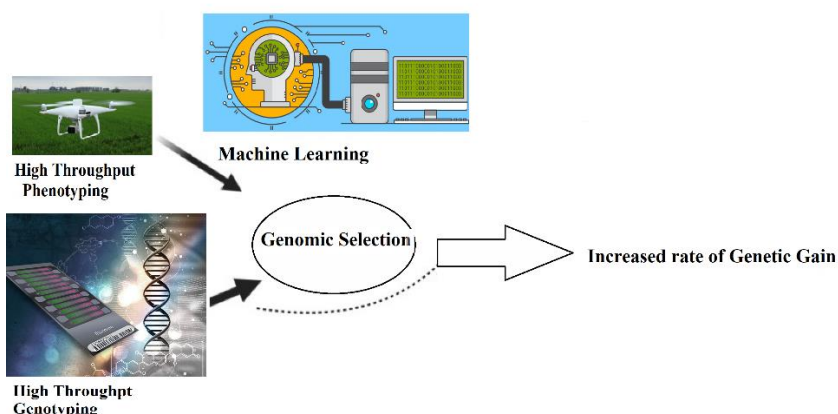 Machine Learning
High Throughput
Phenotyping
Genomic Selection
Increased rate of Genetic Gain
High Throughpt
Genotyping